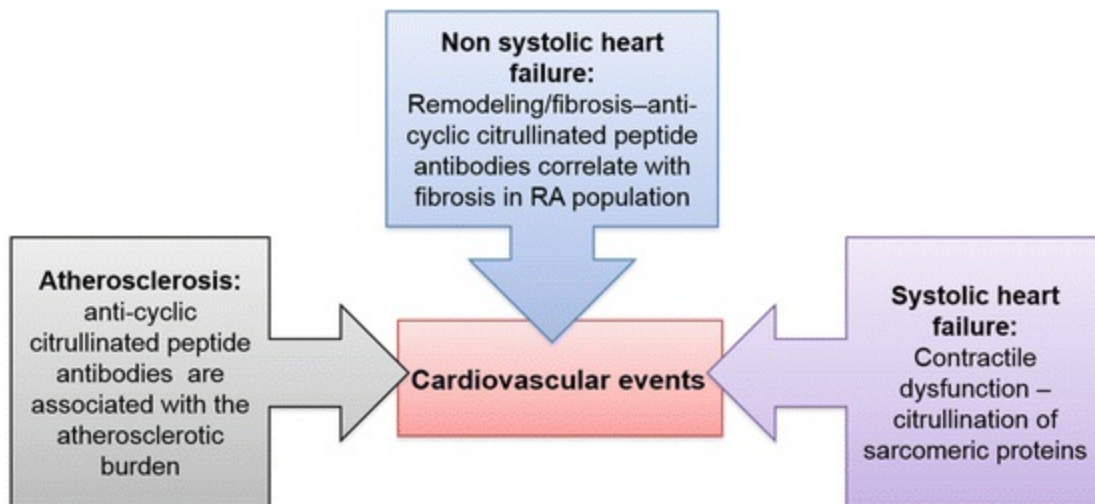 Non systolic heart
failure:
Remodeling/fibrosis–anti-
cyclic citrullinated peptide
antibodies correlate with
fibrosis in RA population
Atherosclerosis:
anti-cyclic
citrullinated peptide
antibodies are
associated with the
atherosclerotic
burden
Cardiovascular events
Systolic heart
failure:
Contractile
dysfunction –
citrullination of
sarcomeric proteins